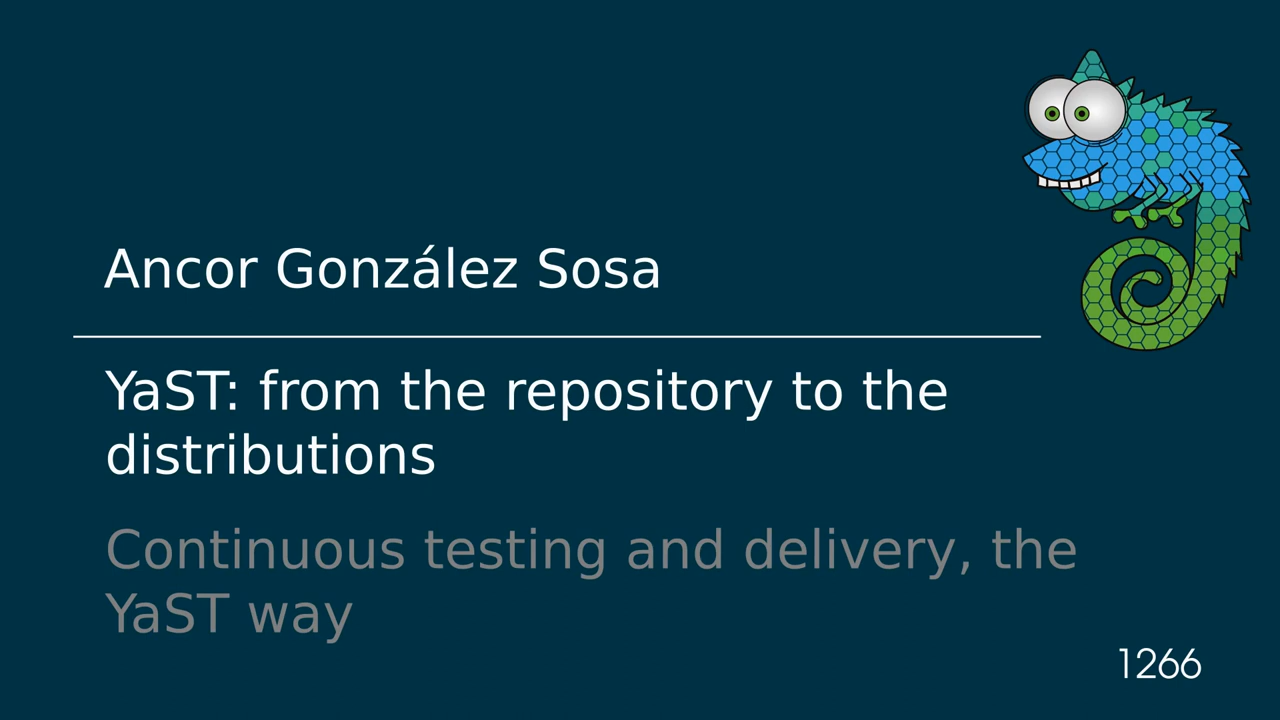 Ancor González Sosa
YaST: from the repository to the
distributions
Continuous testing and delivery, the
YaST way
1266